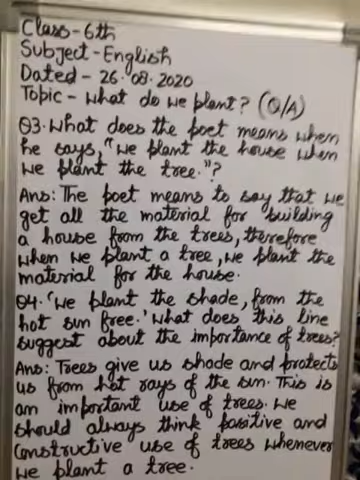 Class-6th
Subject-English
Dated - 26.08.2020
Topic - What do we plant? (Q/A)
Q3. What does the poet means when
he says, "we plant the house when
we plant the tree."?
Ans: The poet means to say that we
get all the material for building
a house from the trees, therefore
when we plant a tree, we plant the
material for the house.
Q4. 'We plant the shade, from the
hot sun free.' What does this line
suggest about the importance of trees?
Ans: Trees give us shade and protects
us from hot rays of the sun. This is
an important use of trees. We
should always think positive and
constructive use of trees whenever
we plant a tree.